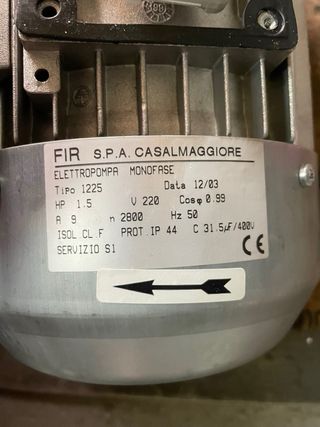 FIR S.P.A. CASALMAGGIORE
ELETTROPOMPA MONOFASE
Tipo 1225 Data 12/03
HP 1.5 V 220 Cosφ 0.99
A 9 n 2800 Hz 50
ISOL CL.F PROT.IP 44 C 31.5µF/400V
SERVIZIO S1 CE